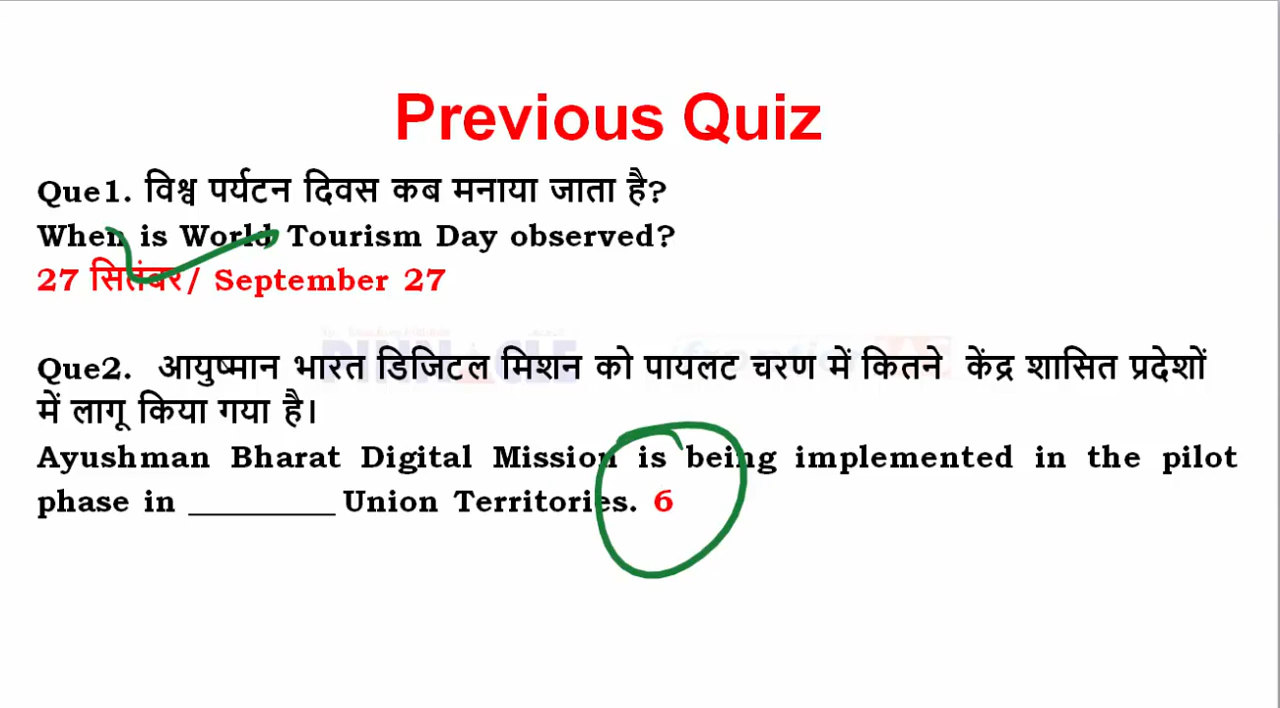 Previous Quiz
Que1. विश्व पर्यटन दिवस कब मनाया जाता है?
When is World Tourism Day observed?
27 सितंबर/ September 27
PINNACLE
Que2. आयुष्मान भारत डिजिटल मिशन को पायलट चरण में कितने केंद्र शासित प्रदेशों
में लागू किया गया है।
Ayushman Bharat Digital Mission is being implemented in the pilot
phase in _________ Union Territories. 6